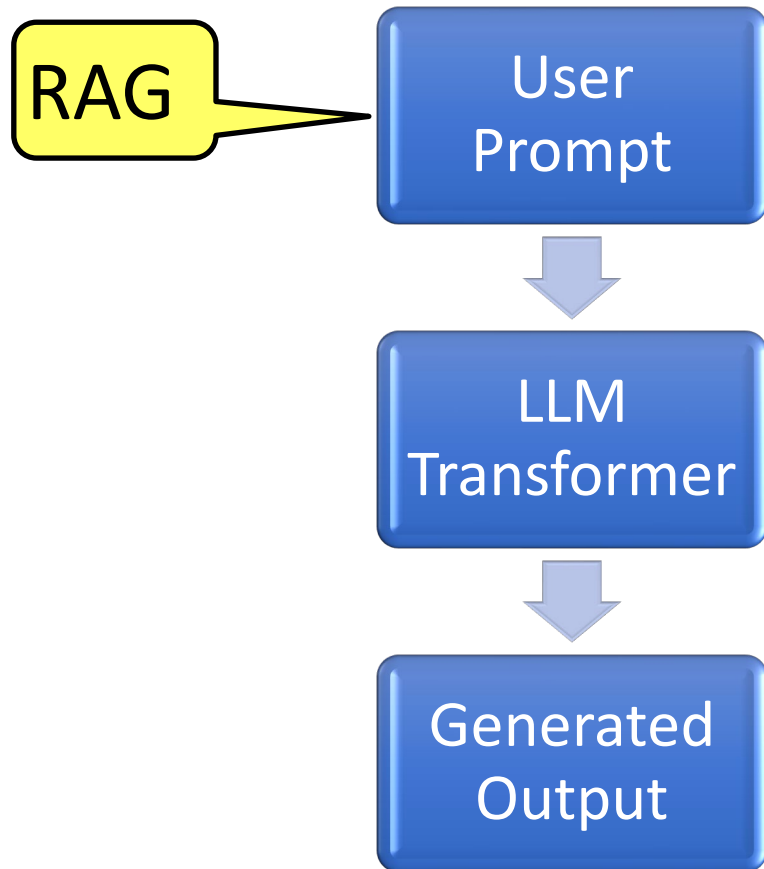 RAG
User
Prompt
LLM
Transformer
Generated
Output